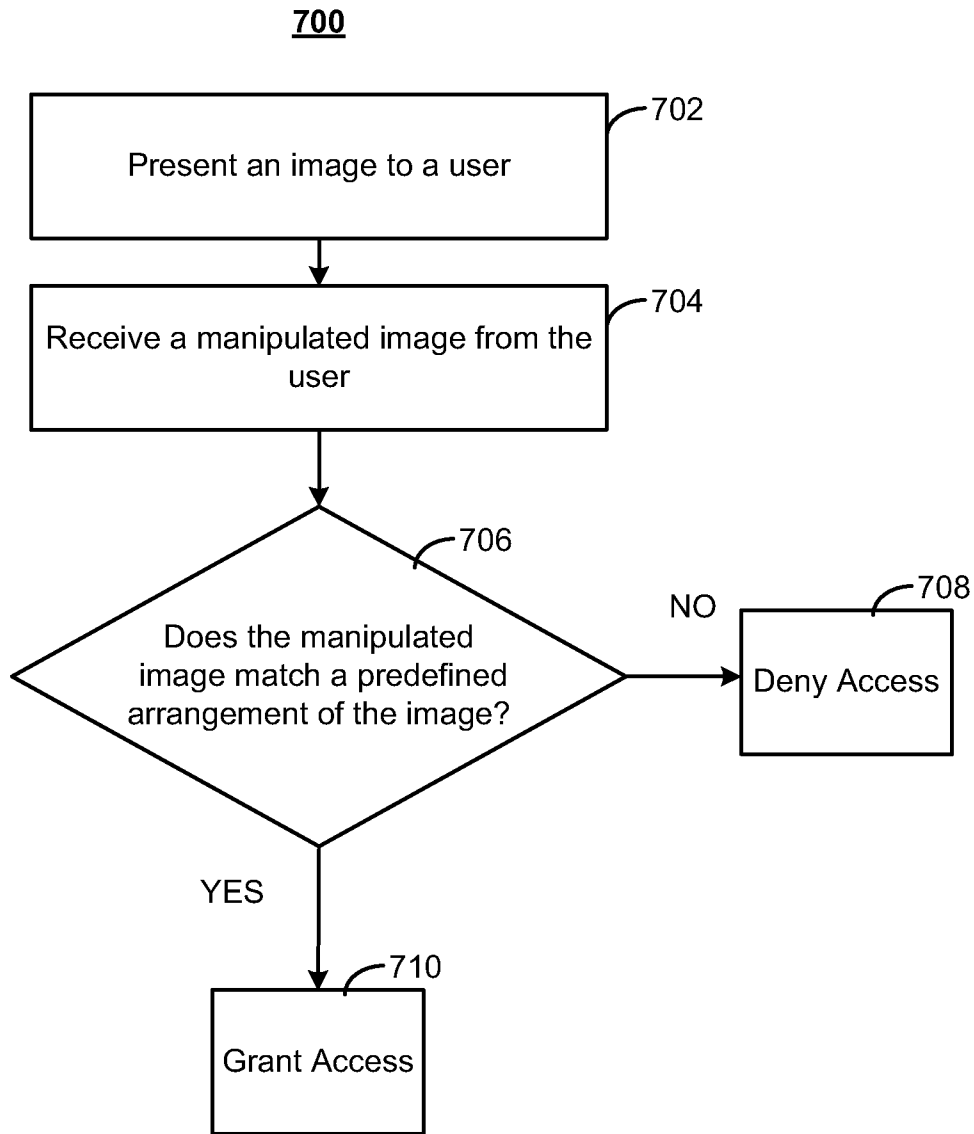 700
702
Present an image to a user
704
Receive a manipulated image from the
user
706
Does the manipulated
image match a predefined
arrangement of the image?
NO
708
Deny Access
YES
710
Grant Access